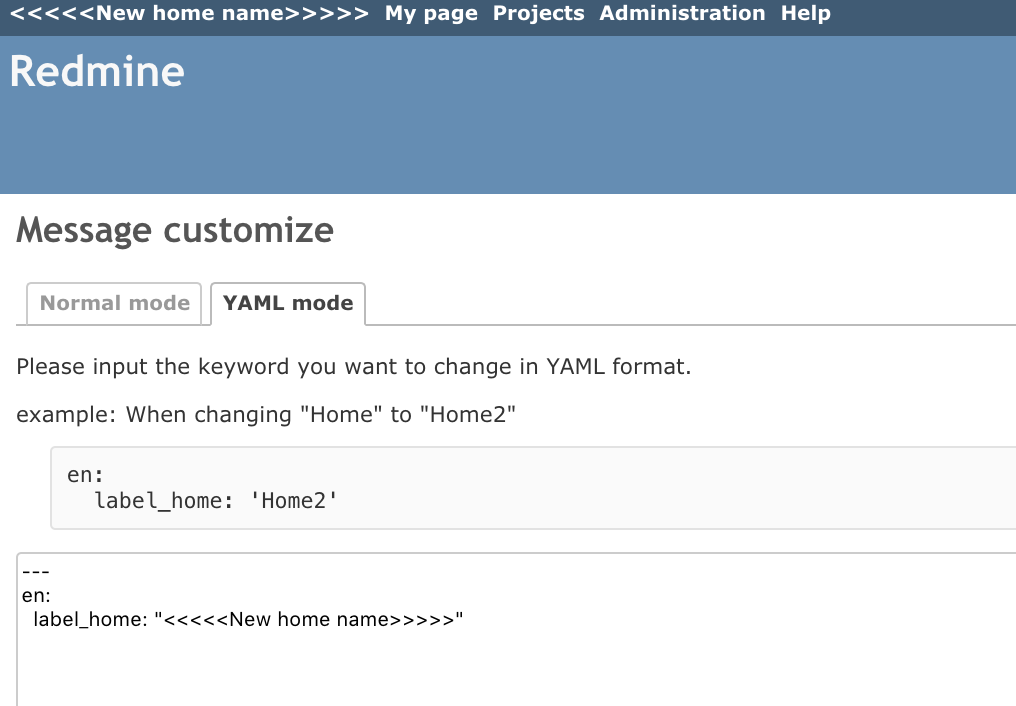 <<<<<New home name>>>>> My page Projects Administration Help
Redmine
Message customize
Normal mode YAML mode
Please input the keyword you want to change in YAML format.
example: When changing "Home" to "Home2"
en:
  label_home: 'Home2'
---
en:
  label_home: "<<<<<New home name>>>>>"